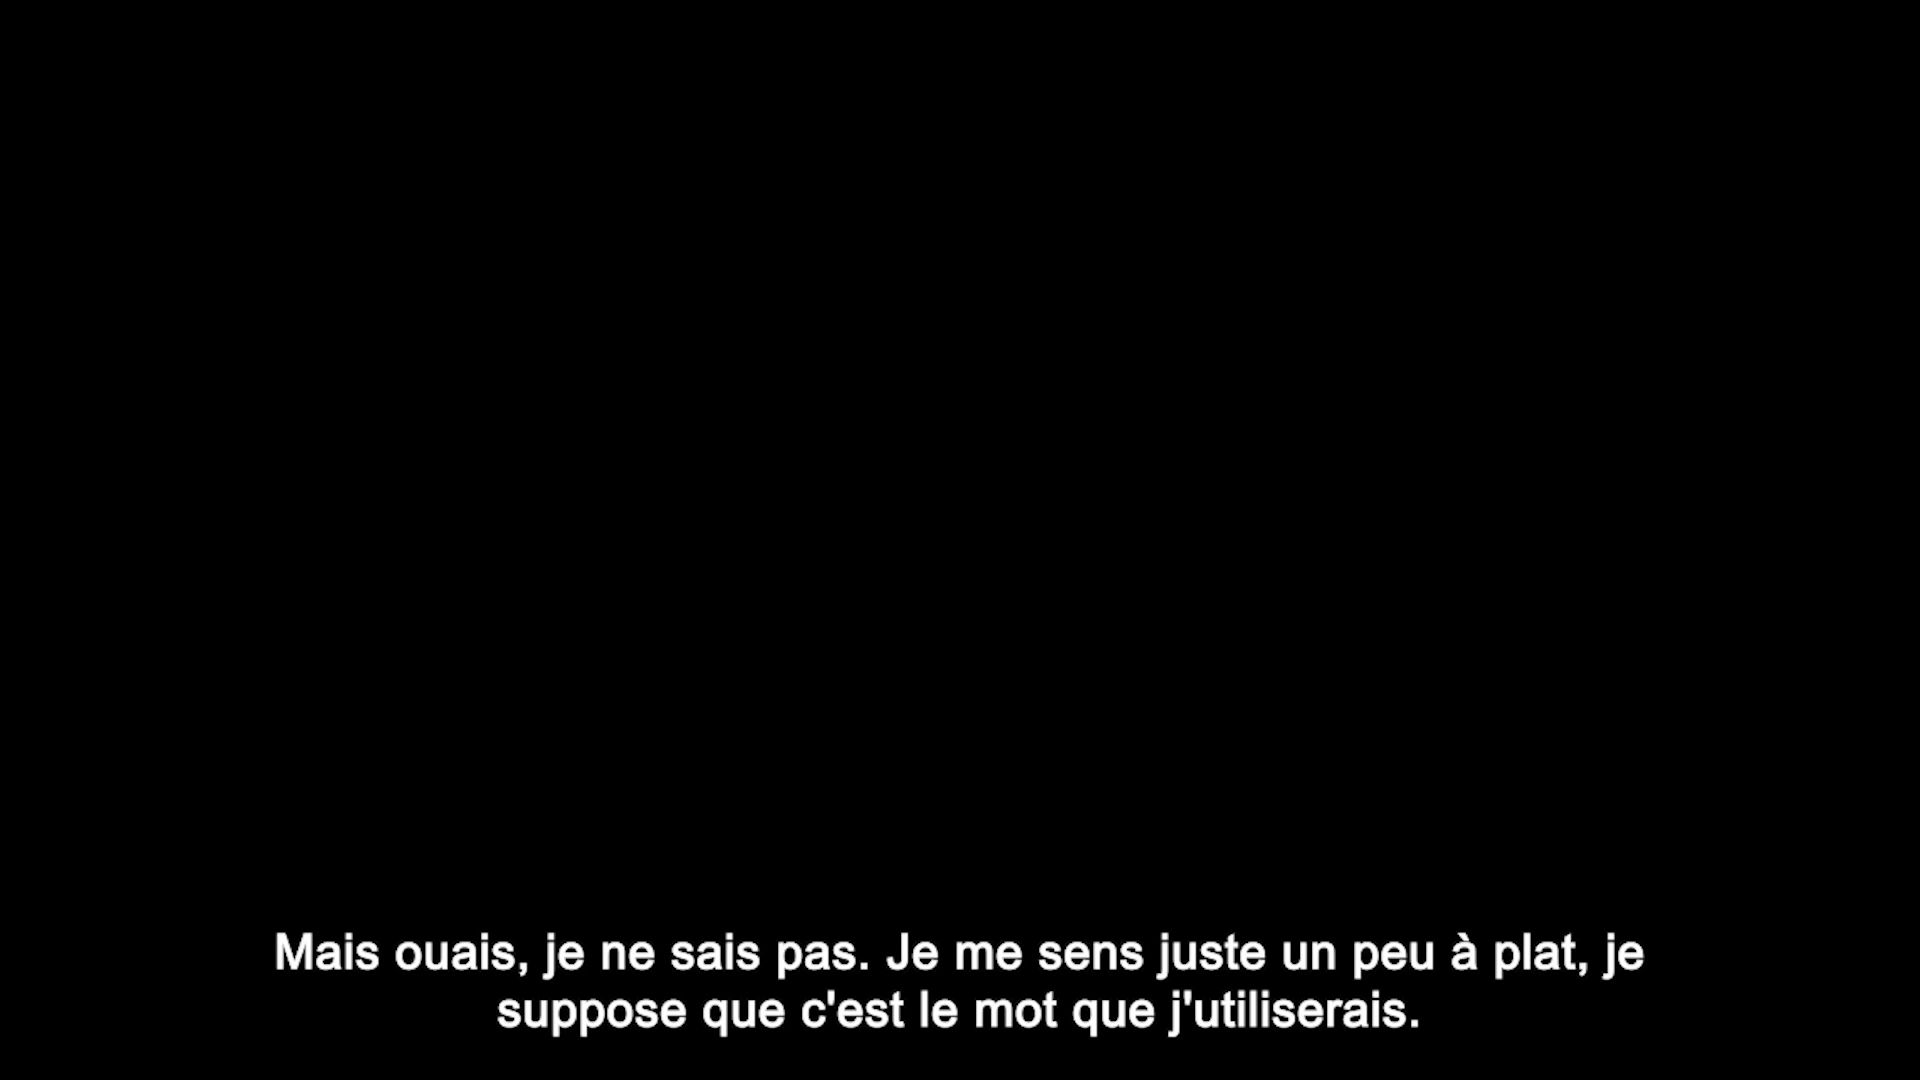 Mais ouais, je ne sais pas. Je me sens juste un peu à plat, je
suppose que c'est le mot que j'utiliserais.